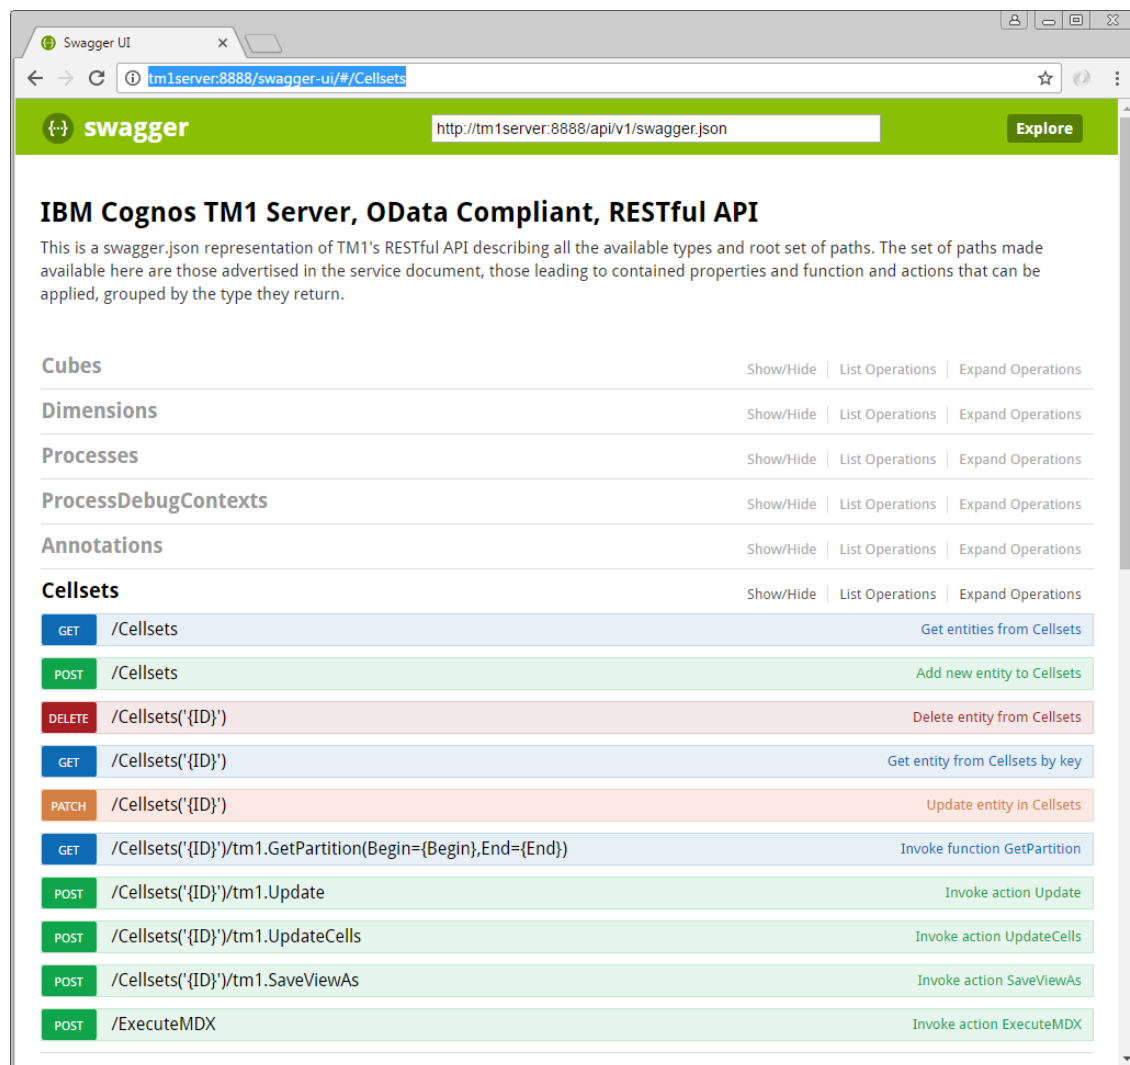 Swagger UI
tm1server:8888/swagger-ui/#/Cellsets
swagger
http://tm1server:8888/api/v1/swagger.json
Explore
IBM Cognos TM1 Server, OData Compliant, RESTful API
This is a swagger.json representation of TM1's RESTful API describing all the available types and root set of paths. The set of paths made
available here are those advertised in the service document, those leading to contained properties and function and actions that can be
applied, grouped by the type they return.
Cubes Show/Hide List Operations Expand Operations
Dimensions Show/Hide List Operations Expand Operations
Processes Show/Hide List Operations Expand Operations
ProcessDebugContexts Show/Hide List Operations Expand Operations
Annotations Show/Hide List Operations Expand Operations
Cellsets Show/Hide List Operations Expand Operations
GET /Cellsets Get entities from Cellsets
POST /Cellsets Add new entity to Cellsets
DELETE /Cellsets('{ID}') Delete entity from Cellsets
GET /Cellsets('{ID}') Get entity from Cellsets by key
PATCH /Cellsets('{ID}') Update entity in Cellsets
GET /Cellsets('{ID}')/tm1.GetPartition(Begin={Begin},End={End}) Invoke function GetPartition
POST /Cellsets('{ID}')/tm1.Update Invoke action Update
POST /Cellsets('{ID}')/tm1.UpdateCells Invoke action UpdateCells
POST /Cellsets('{ID}')/tm1.SaveViewAs Invoke action SaveViewAs
POST /ExecuteMDX Invoke action ExecuteMDX